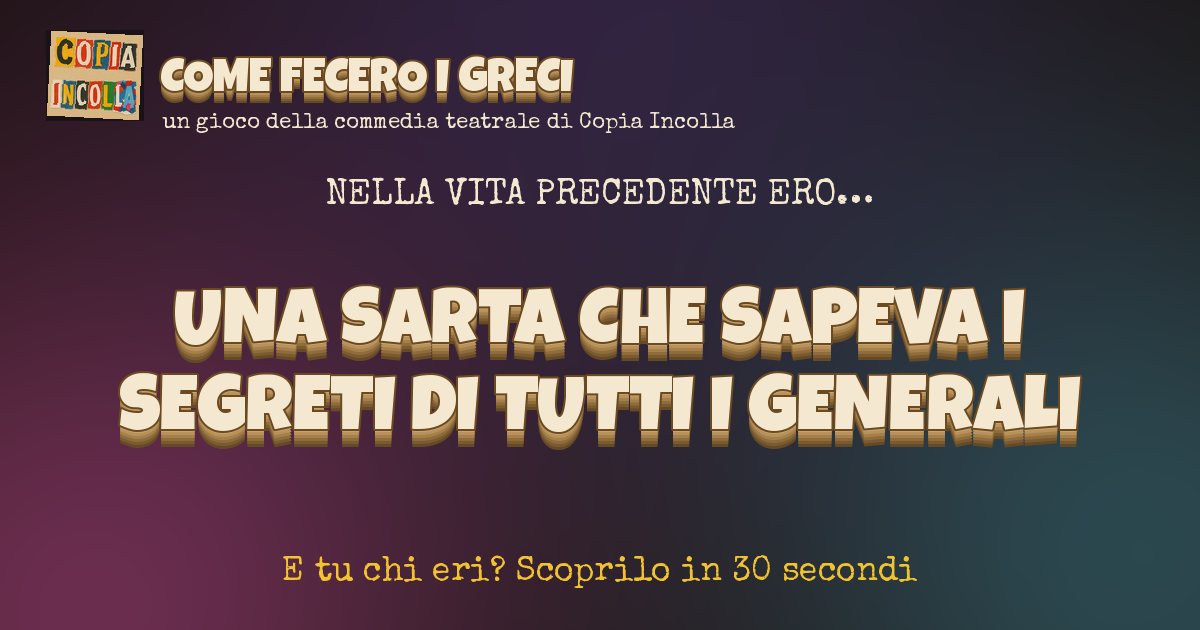 COPIA
INCOLLA
COME FECERO I GRECI
un gioco della commedia teatrale di Copia Incolla
NELLA VITA PRECEDENTE ERO...
UNA SARTA CHE SAPEVA I
SEGRETI DI TUTTI I GENERALI
E tu chi eri? Scoprilo in 30 secondi